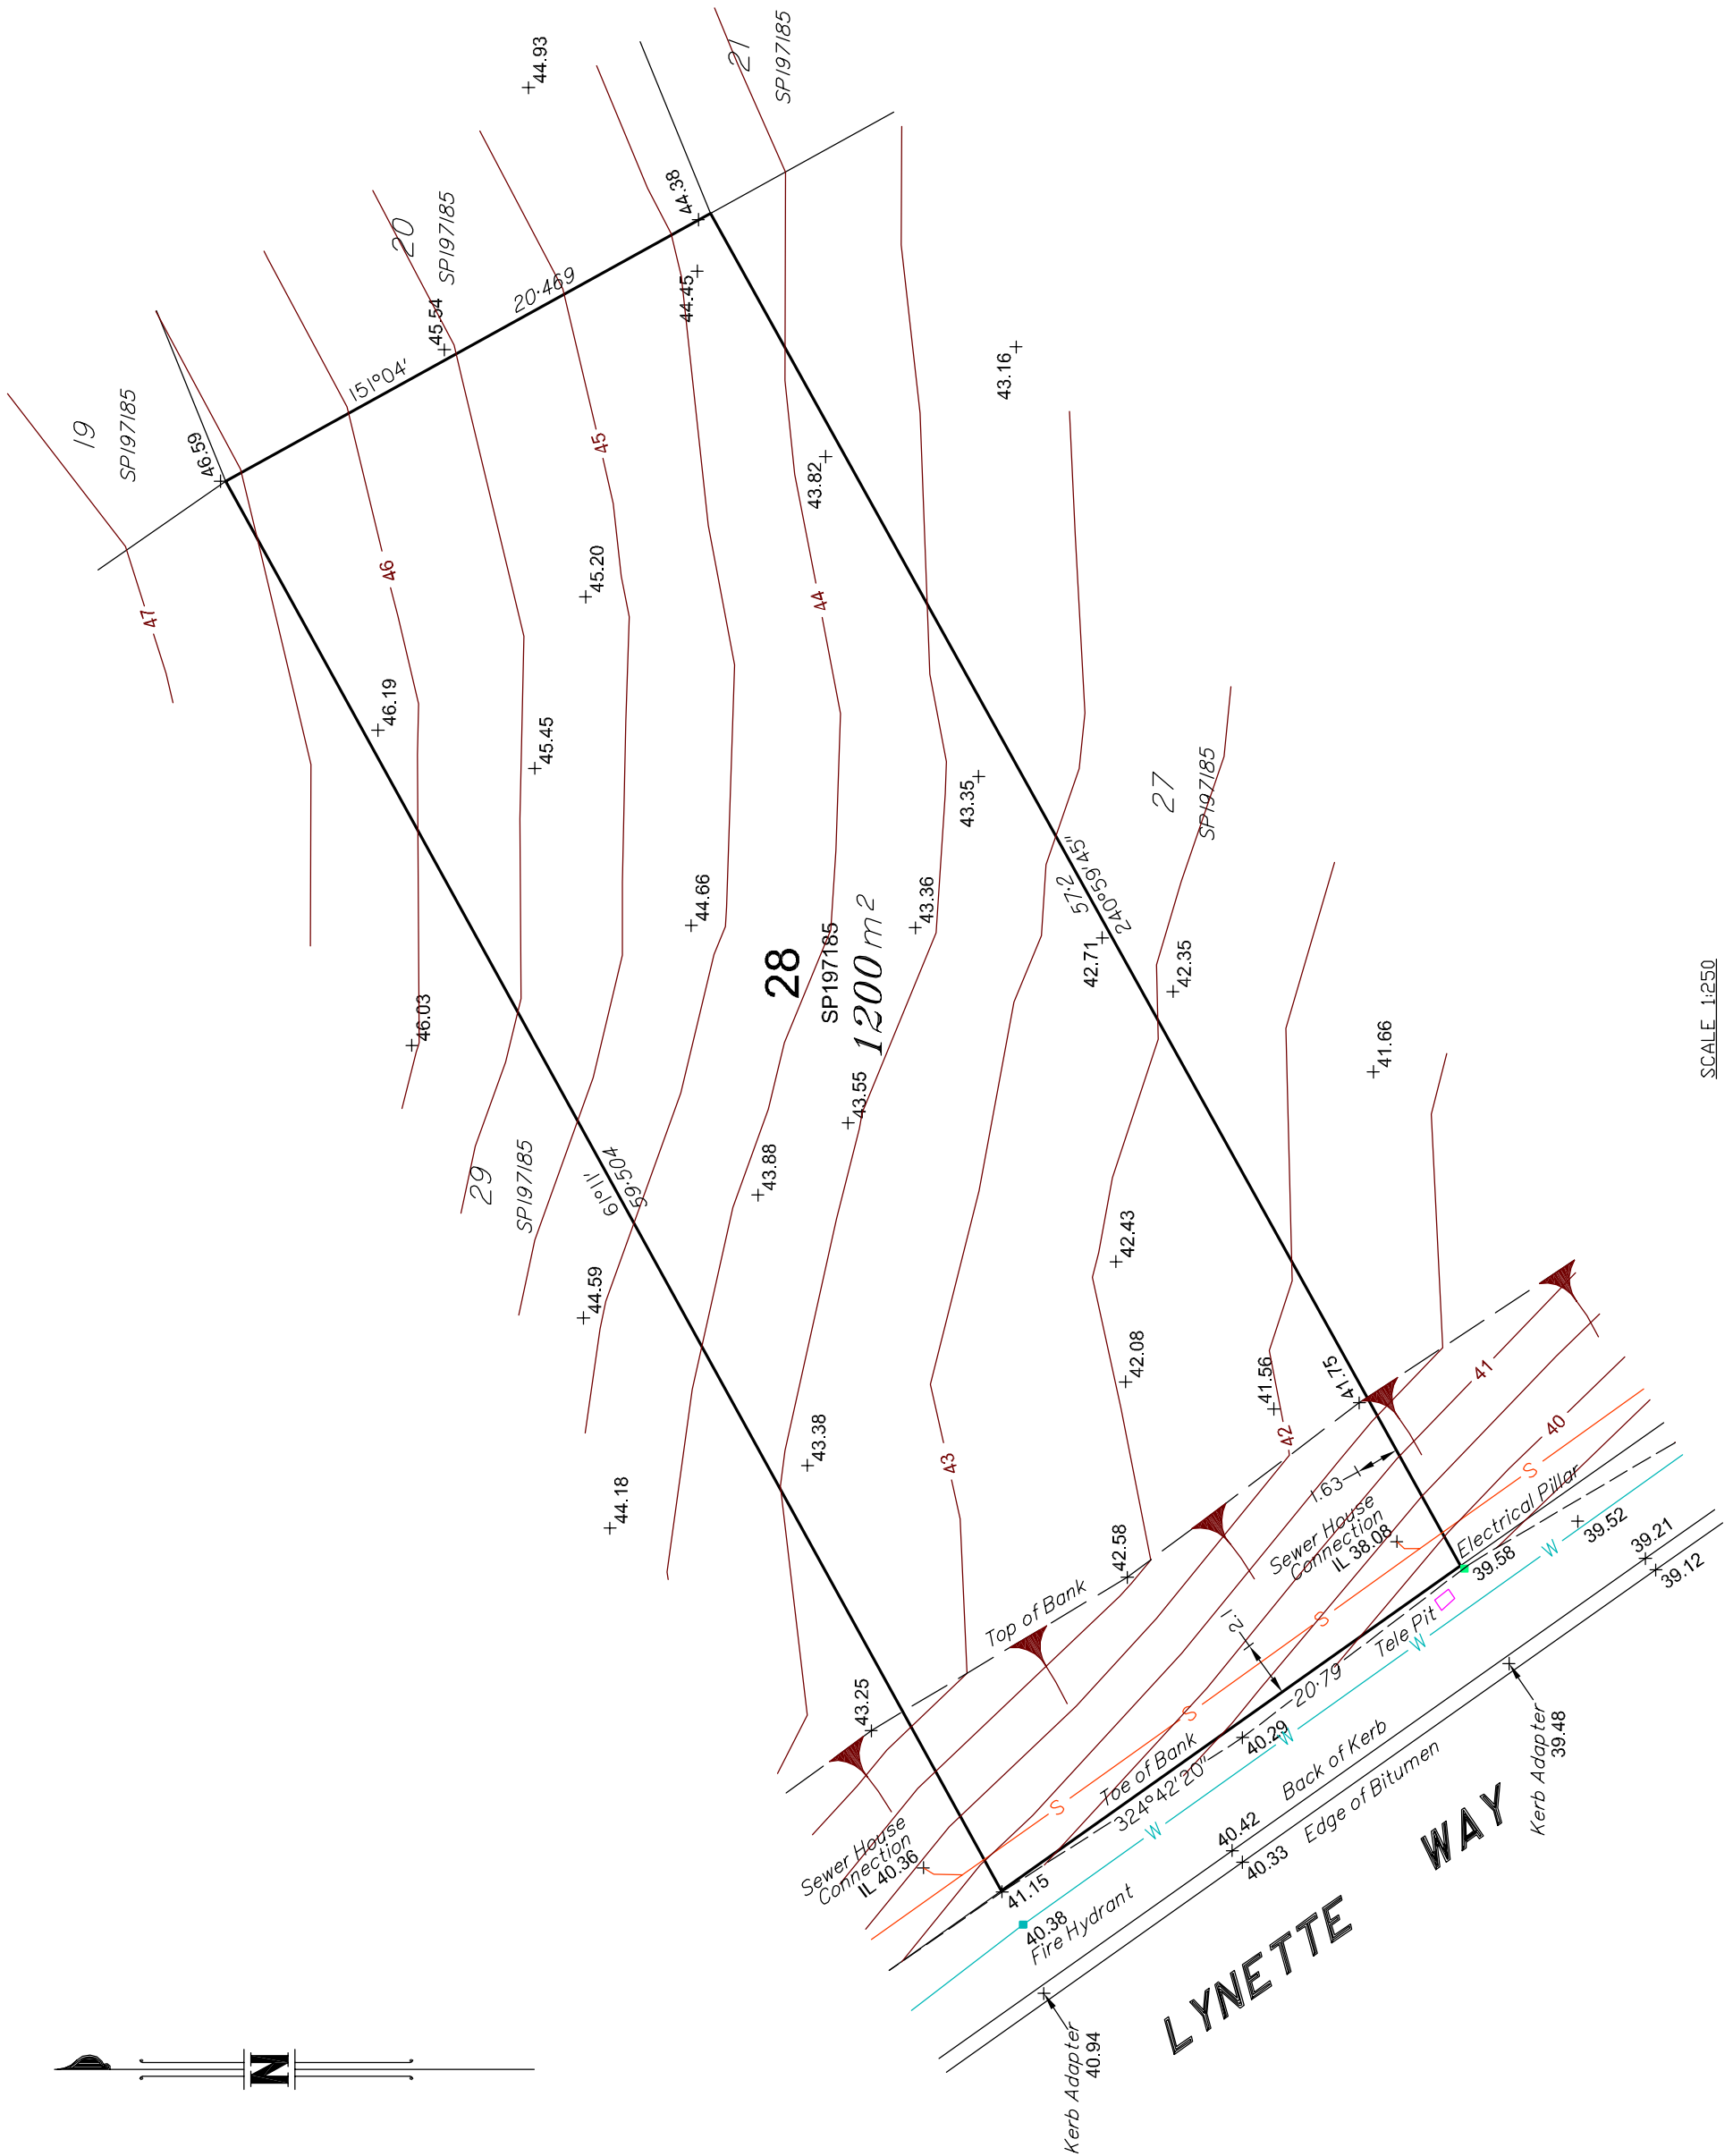 47
19
SP197185
46.59
46
151°04'
20
SP197185
45.54
20·469
44.93
44.38
44.45
21
SP197185
45
45.20
46.19
45.45
46.03
44.66
43.82
44
43.16
29
SP197185
61°11'
59·504
44.59
44.18
28
SP197185
1200 m²
43.36
43.35
43.55
43.88
43.38
57·2
240°59'45"
42.71
42.35
27
SP197185
41.66
42.43
42.08
43
42
41.56
41.75
41
40
42.58
Top of Bank
43.25
1.63
Sewer House
Connection
IL 38.08
S
Electrical Pillar
39.58
39.52
W
39.21
39.12
Tele Pit
W
S
1.2
20·79
40.29
W
S
Toe of Bank
324°42'20"
S
W
Sewer House
Connection
IL 40.36
41.15
40.38
Fire Hydrant
40.42
40.33
Back of Kerb
Edge of Bitumen
Kerb Adapter
39.48
Kerb Adapter
40.94
LYNETTE WAY
N
SCALE 1:250